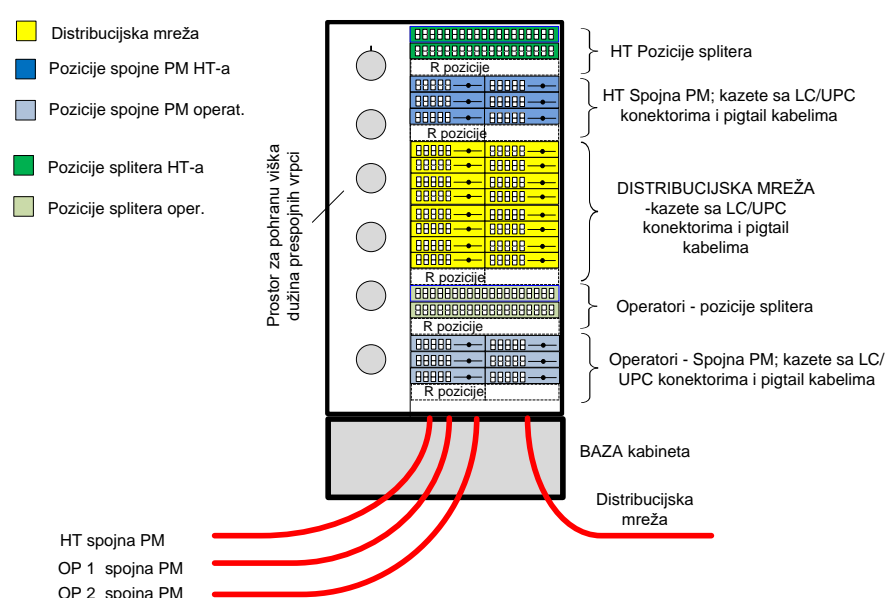 Distribucijska mreža
Pozicije spojne PM HT-a
Pozicije spojne PM operat.
Pozicije splitera HT-a
Pozicije splitera oper.
Prostor za pohranu viška
dužina prespojnih vrpci
R pozicije
R pozicije
R pozicije
R pozicije
R pozicije
HT Pozicije splitera
HT Spojna PM; kazete sa LC/UPC
konektorima i pigtail kabelima
DISTRIBUCIJSKA MREŽA
-kazete sa LC/UPC
konektorima i pigtail
kabelima
Operatori - pozicije splitera
Operatori - Spojna PM; kazete sa LC/
UPC konektorima i pigtail kabelima
BAZA kabineta
Distribucijska
mreža
HT spojna PM
OP 1 spojna PM
OP 2 spojna PM